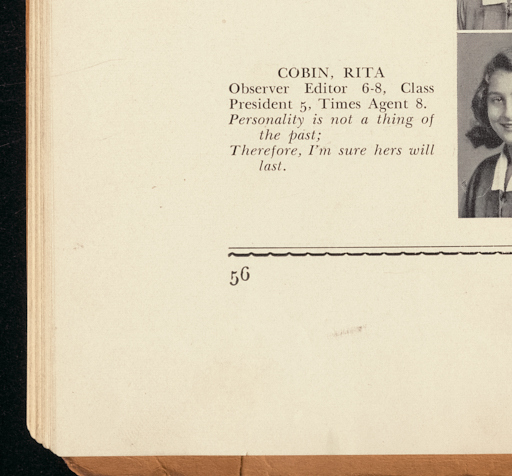 COBIN, RITA
Observer Editor 6-8, Class
President 5, Times Agent 8.
Personality is not a thing of
the past;
Therefore, I'm sure hers will
last.
56